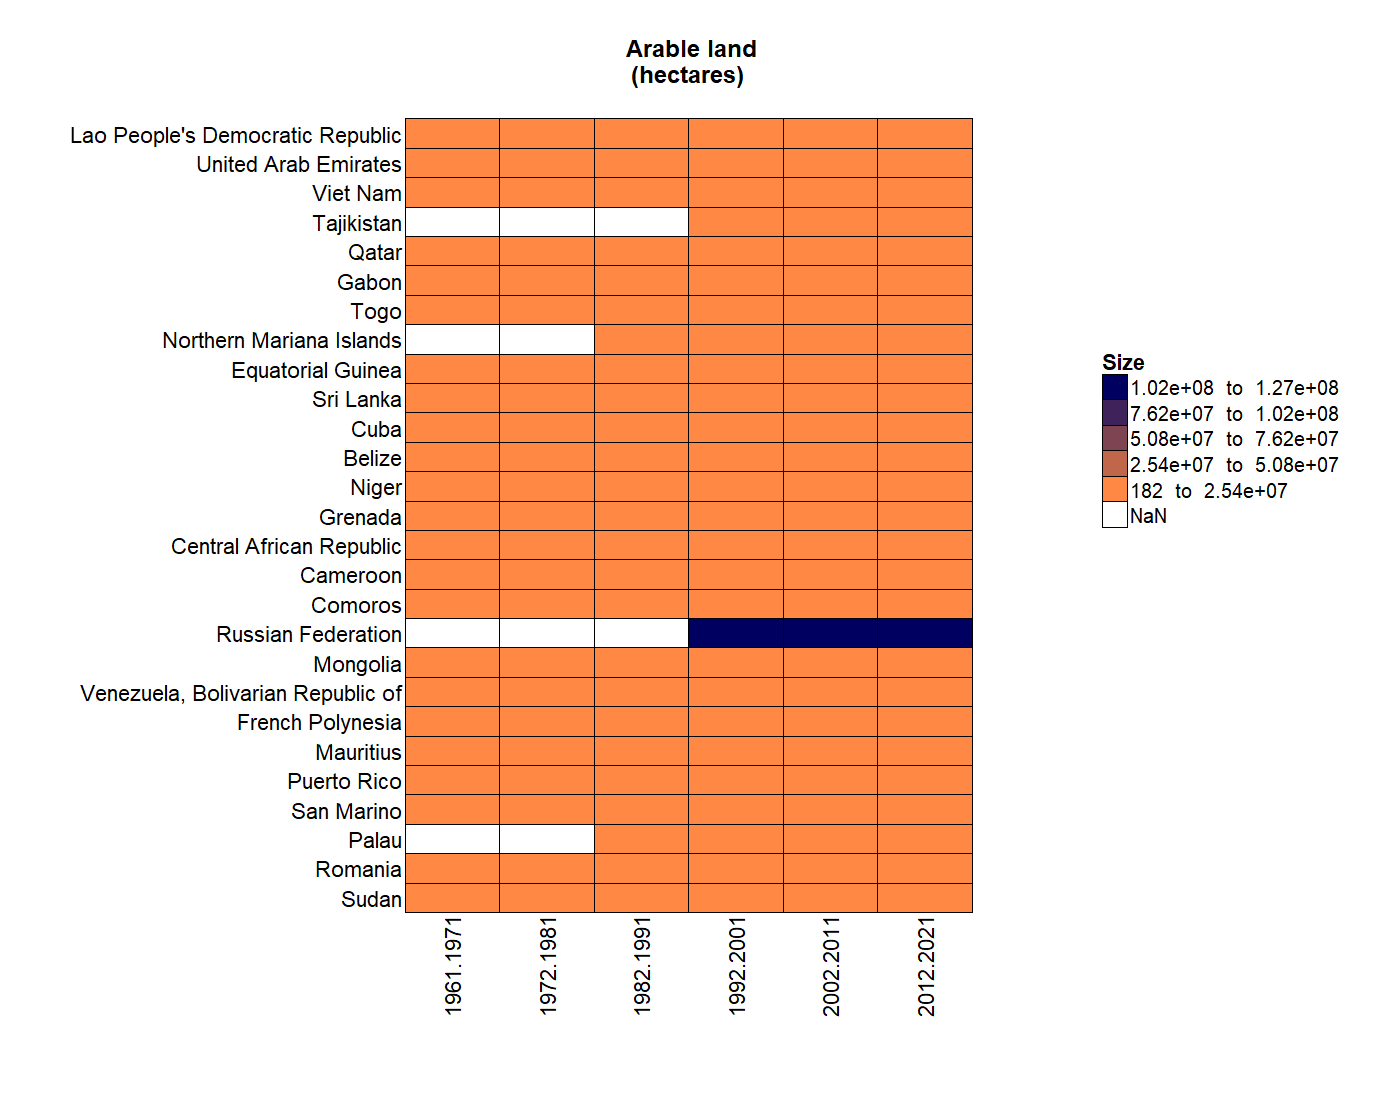 Arable land
(hectares)
Lao People's Democratic Republic
United Arab Emirates
Viet Nam
Tajikistan
Qatar
Gabon
Togo
Northern Mariana Islands
Equatorial Guinea
Sri Lanka
Cuba
Belize
Niger
Grenada
Central African Republic
Cameroon
Comoros
Russian Federation
Mongolia
Venezuela, Bolivarian Republic of
French Polynesia
Mauritius
Puerto Rico
San Marino
Palau
Romania
Sudan
1961.1971
1972.1981
1982.1991
1992.2001
2002.2011
2012.2021
Size
1.02e+08 to 1.27e+08
7.62e+07 to 1.02e+08
5.08e+07 to 7.62e+07
2.54e+07 to 5.08e+07
182 to 2.54e+07
NaN